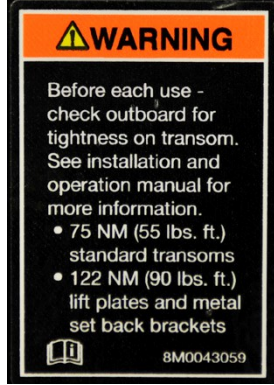 WARNING
Before each use -
check outboard for
tightness on transom.
See installation and
operation manual for
more information.
• 75 NM (55 lbs. ft.)
standard transoms
• 122 NM (90 lbs. ft.)
lift plates and metal
set back brackets
8M0043059